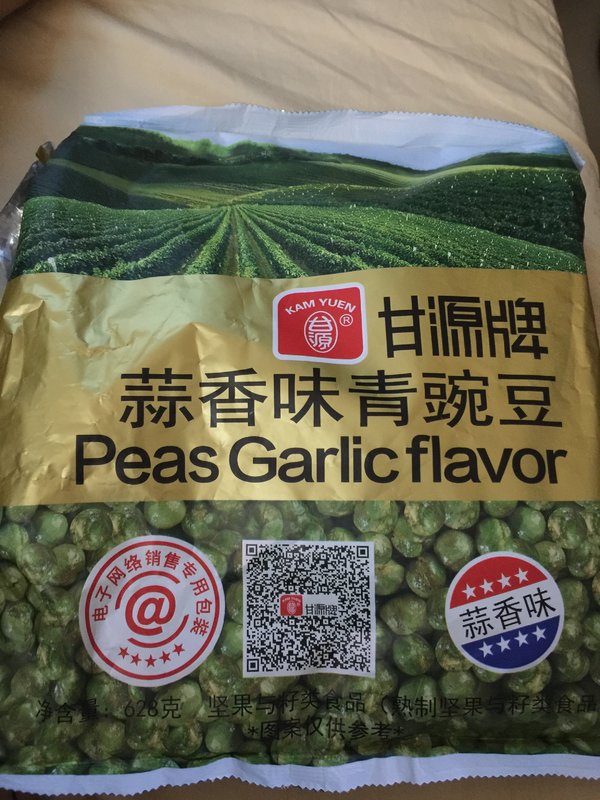 KAM YUEN
甘源
®
甘源牌
蒜香味青豌豆
Peas Garlic flavor
电子网络销售专用包装
@
甘源牌
蒜香味
净含量：628克 坚果与籽类食品（熟制坚果与籽类食品
*图案仅供参考*